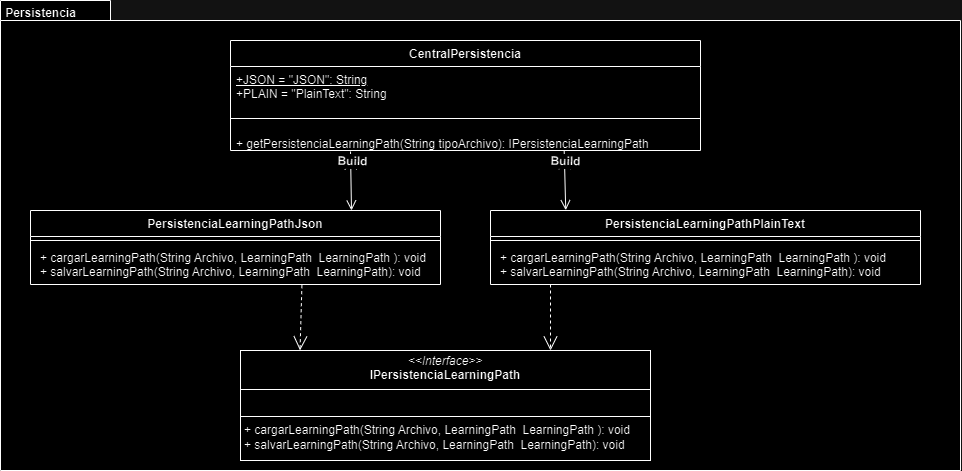 Persistencia
CentralPersistencia
+JSON = "JSON": String
+PLAIN = "PlainText": String
+ getPersistenciaLearningPath(String tipoArchivo): IPersistenciaLearningPath
Build
Build
PersistenciaLearningPathJson
+ cargarLearningPath(String Archivo, LearningPath LearningPath ): void
+ salvarLearningPath(String Archivo, LearningPath LearningPath): void
PersistenciaLearningPathPlainText
+ cargarLearningPath(String Archivo, LearningPath LearningPath ): void
+ salvarLearningPath(String Archivo, LearningPath LearningPath): void
<<Interface>>
IPersistenciaLearningPath
+ cargarLearningPath(String Archivo, LearningPath LearningPath ): void
+ salvarLearningPath(String Archivo, LearningPath LearningPath): void